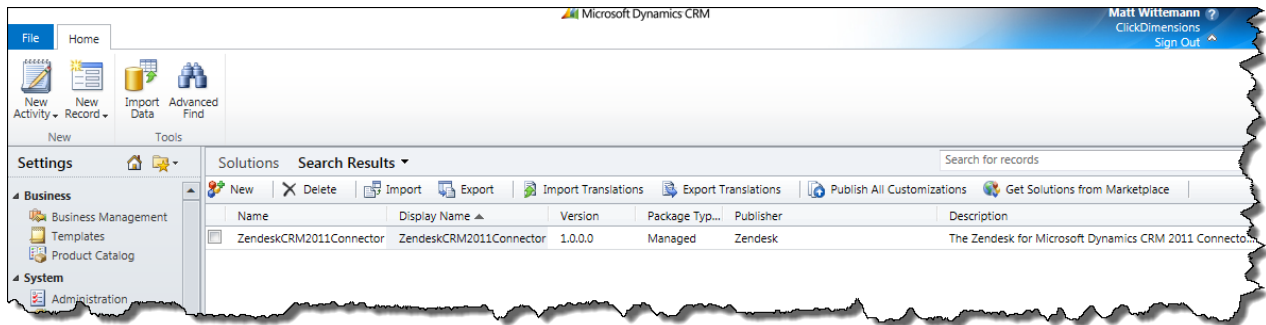 Microsoft Dynamics CRM
Matt Wittemann
ClickDimensions
Sign Out
File Home
New Activity New Record Import Data Advanced Find
New Tools
Settings
Solutions Search Results
Search for records
New Delete Import Export Import Translations Export Translations Publish All Customizations Get Solutions from Marketplace
Name Display Name Version Package Typ... Publisher Description
ZendeskCRM2011Connector ZendeskCRM2011Connector 1.0.0.0 Managed Zendesk The Zendesk for Microsoft Dynamics CRM 2011 Connecto...
Business
Business Management
Templates
Product Catalog
System
Administration